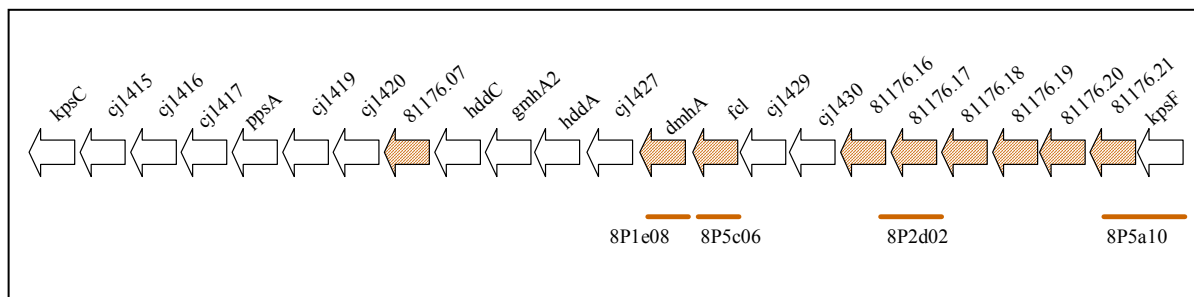 kpsC
cj1415
cj1416
cj1417
ppsA
cj1419
cj1420
81176.07
hddC
gmhA2
hddA
cj1427
dmhA
fcl
cj1429
cj1430
81176.16
81176.17
81176.18
81176.19
81176.20
81176.21
kpsF
8P1e08
8P5c06
8P2d02
8P5a10